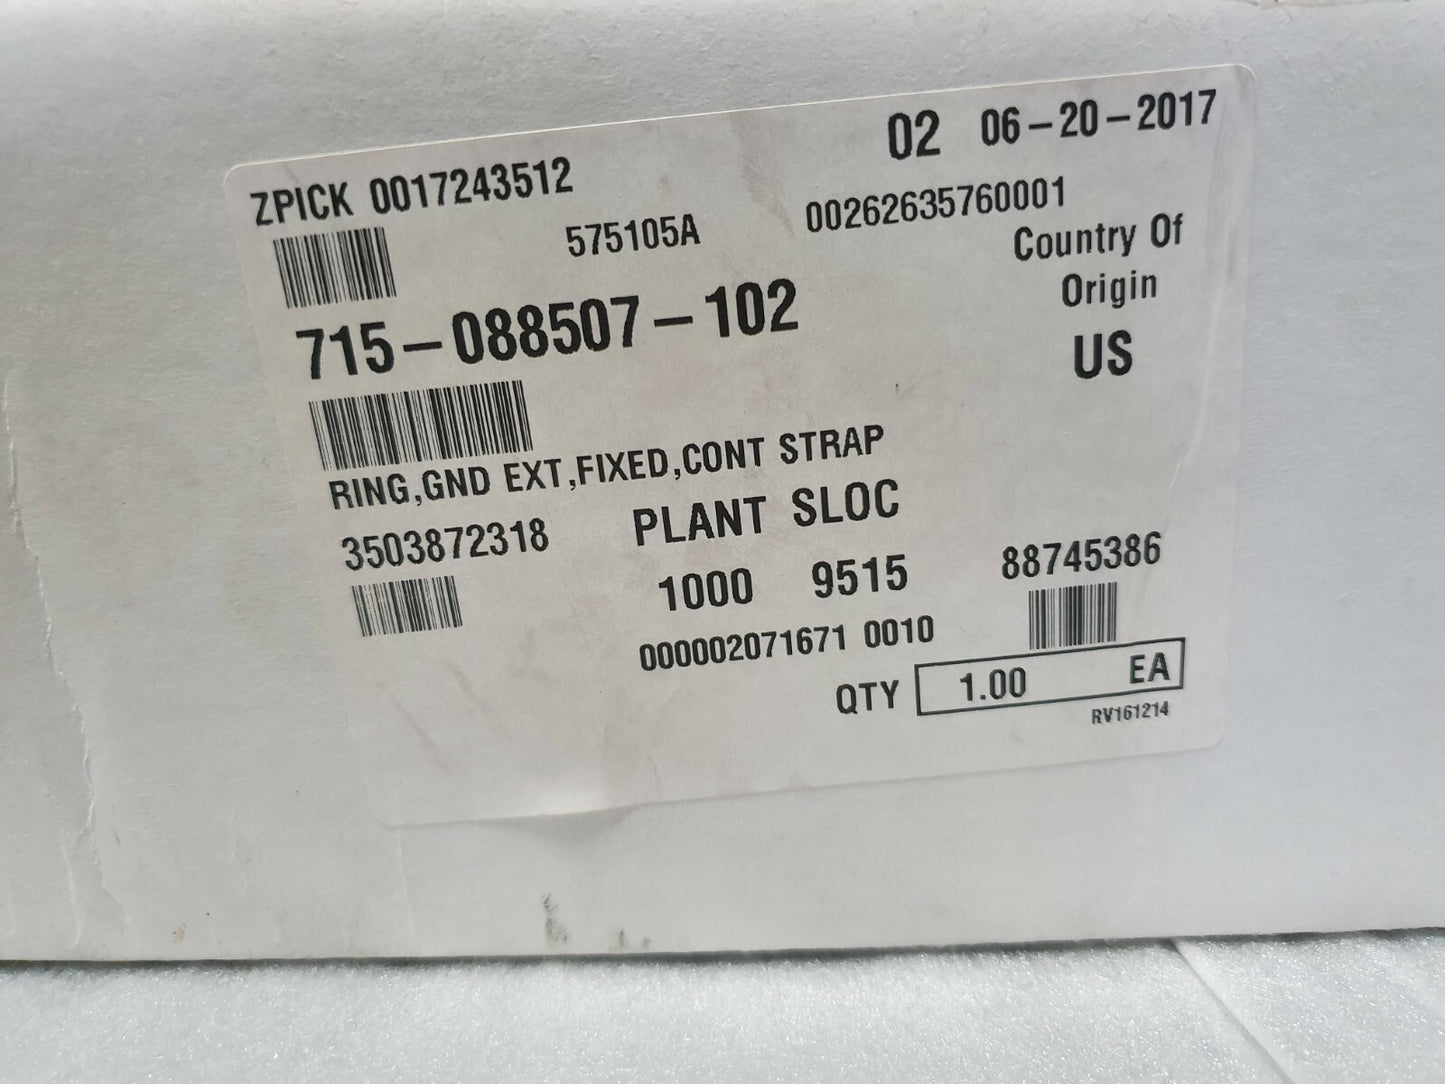 02 06-20-2017
ZPICK 0017243512
575105A 00262635760001
Country Of
Origin
US
715-088507-102
RING,GND EXT,FIXED,CONT STRAP
3503872318 PLANT SLOC
1000 9515 88745386
000002071671 0010
QTY 1.00 EA
RV161214